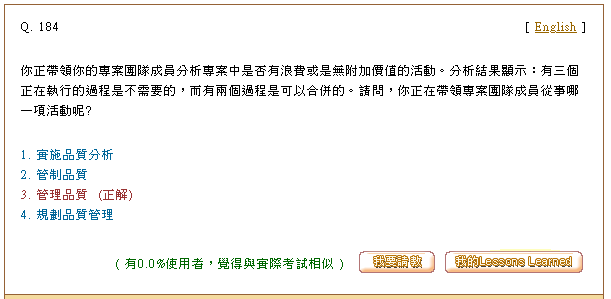 Q. 184 [ English ]
你正帶領你的專案團隊成員分析專案中是否有浪費或是無附加價值的活動。分析結果顯示：有三個
正在執行的過程是不需要的，而有兩個過程是可以合併的。請問，你正在帶領專案團隊成員從事哪
一項活動呢?
1. 實施品質分析
2. 管制品質
3. 管理品質 (正解)
4. 規劃品質管理
( 有0.0%使用者，覺得與實際考試相似 ) 我要請教 我的Lessons Learned